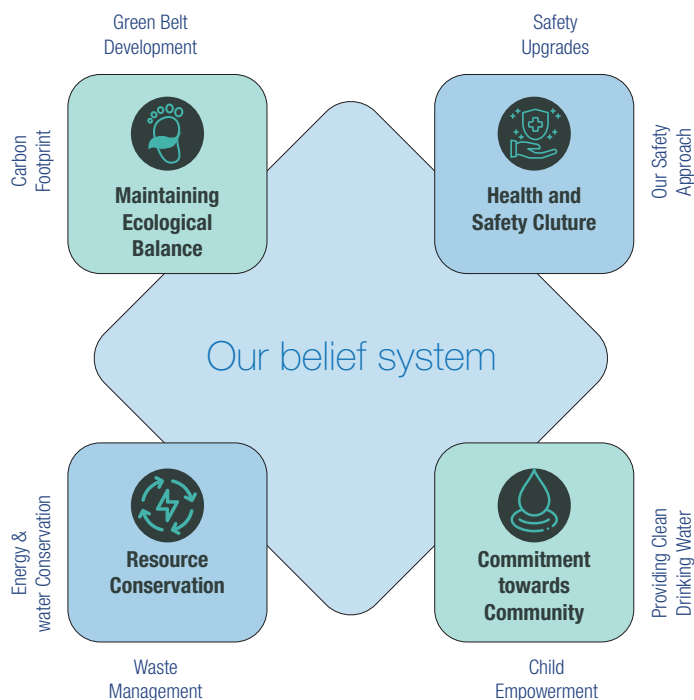 Green Belt
Development
Safety
Upgrades
Carbon
Footprint
Maintaining
Ecological
Balance
Health and
Safety Cluture
Our Safety
Approach
Our belief system
Energy &
water Conservation
Resource
Conservation
Commitment
towards
Community
Providing Clean
Drinking Water
Waste
Management
Child
Empowerment